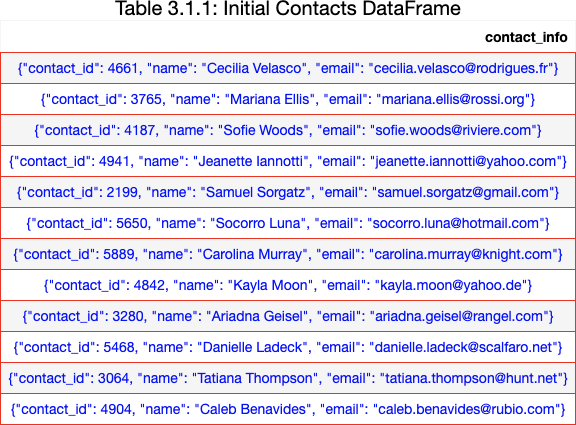 Table 3.1.1: Initial Contacts DataFrame
contact_info
{"contact_id": 4661, "name": "Cecilia Velasco", "email": "cecilia.velasco@rodrigues.fr"}
{"contact_id": 3765, "name": "Mariana Ellis", "email": "mariana.ellis@rossi.org"}
{"contact_id": 4187, "name": "Sofie Woods", "email": "sofie.woods@riviere.com"}
{"contact_id": 4941, "name": "Jeanette Iannotti", "email": "jeanette.iannotti@yahoo.com"}
{"contact_id": 2199, "name": "Samuel Sorgatz", "email": "samuel.sorgatz@gmail.com"}
{"contact_id": 5650, "name": "Socorro Luna", "email": "socorro.luna@hotmail.com"}
{"contact_id": 5889, "name": "Carolina Murray", "email": "carolina.murray@knight.com"}
{"contact_id": 4842, "name": "Kayla Moon", "email": "kayla.moon@yahoo.de"}
{"contact_id": 3280, "name": "Ariadna Geisel", "email": "ariadna.geisel@rangel.com"}
{"contact_id": 5468, "name": "Danielle Ladeck", "email": "danielle.ladeck@scalfaro.net"}
{"contact_id": 3064, "name": "Tatiana Thompson", "email": "tatiana.thompson@hunt.net"}
{"contact_id": 4904, "name": "Caleb Benavides", "email": "caleb.benavides@rubio.com"}